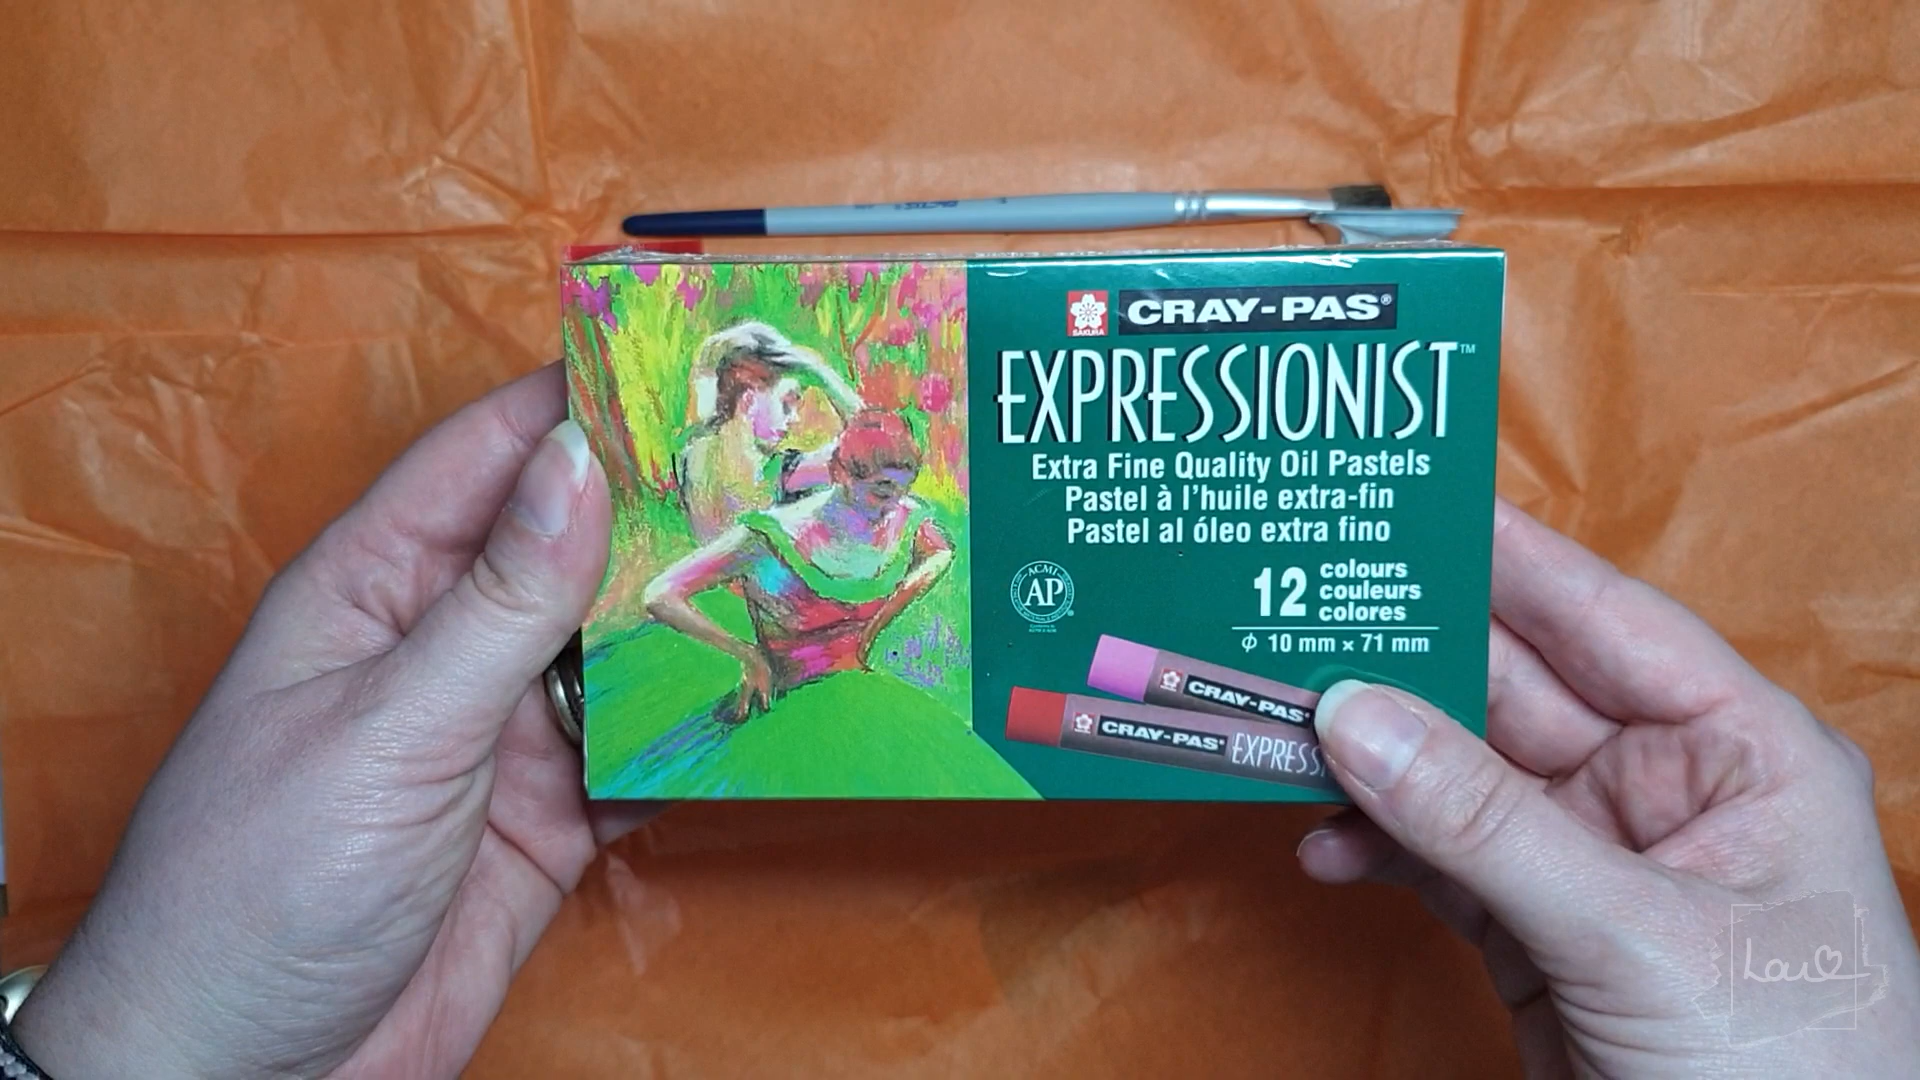 SAKURA
CRAY-PAS®
EXPRESSIONIST™
Extra Fine Quality Oil Pastels
Pastel à l'huile extra-fin
Pastel al óleo extra fino
ACMI
AP
12 colours
couleurs
colores
ϕ 10 mm × 71 mm
CRAY-PAS®
CRAY-PAS®
EXPRESSI